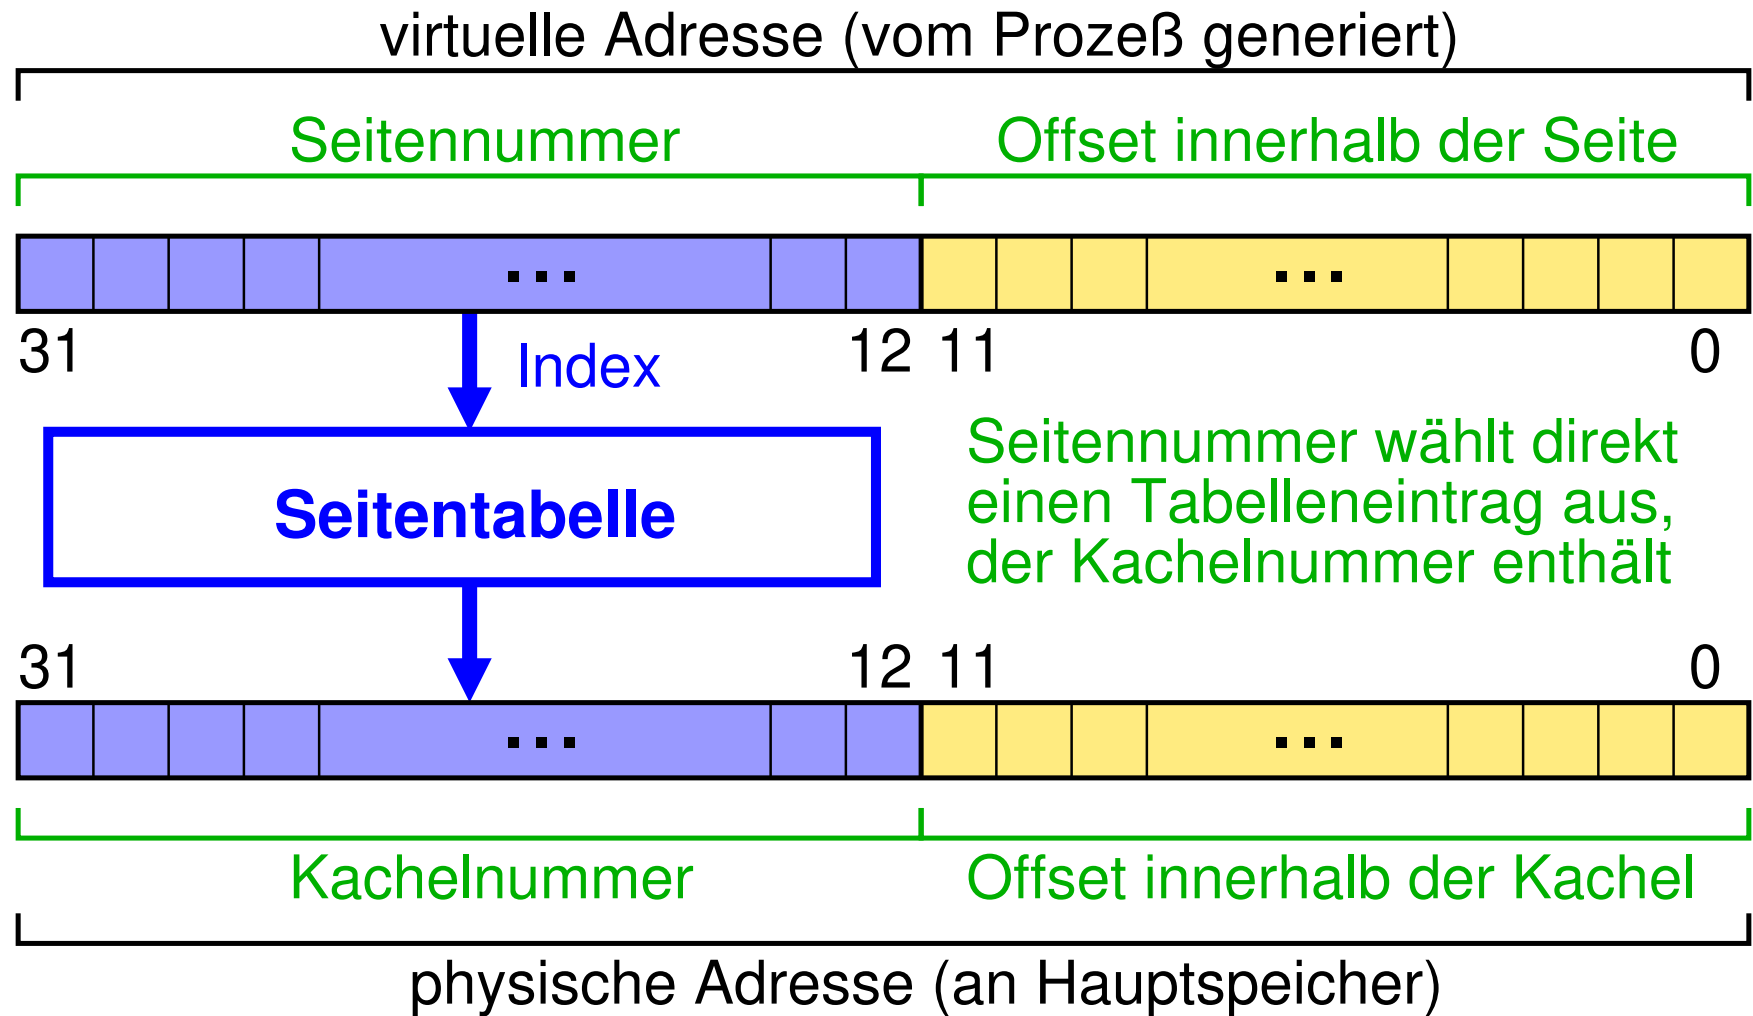 virtuelle Adresse (vom Prozeß generiert)
Seitennummer
Offset innerhalb der Seite
...
...
31
12
11
0
Index
Seitentabelle
Seitennummer wählt direkt
einen Tabelleneintrag aus,
der Kachelnummer enthält
31
12
11
0
...
...
Kachelnummer
Offset innerhalb der Kachel
physische Adresse (an Hauptspeicher)